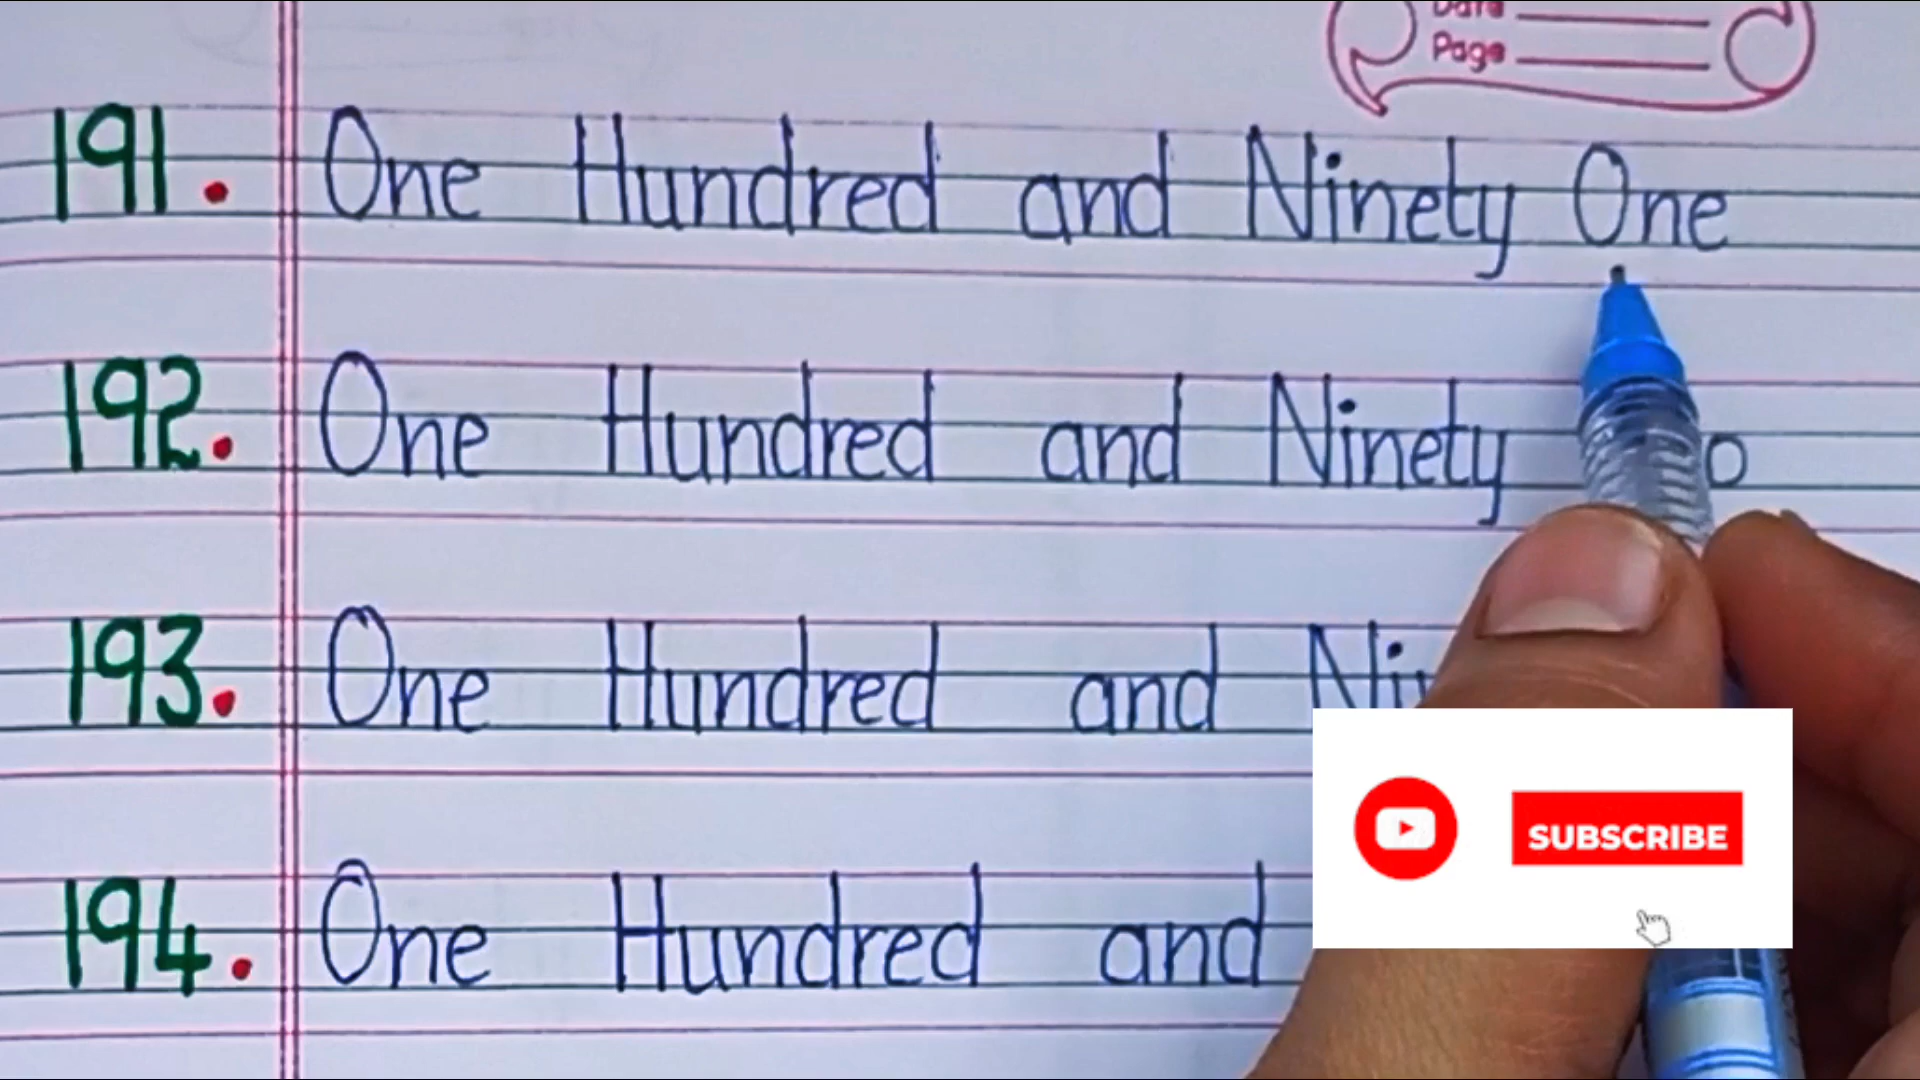 Date
Page
191. One Hundred and Ninety One
192. One Hundred and Ninety
193. One Hundred and
194. One Hundred and
SUBSCRIBE